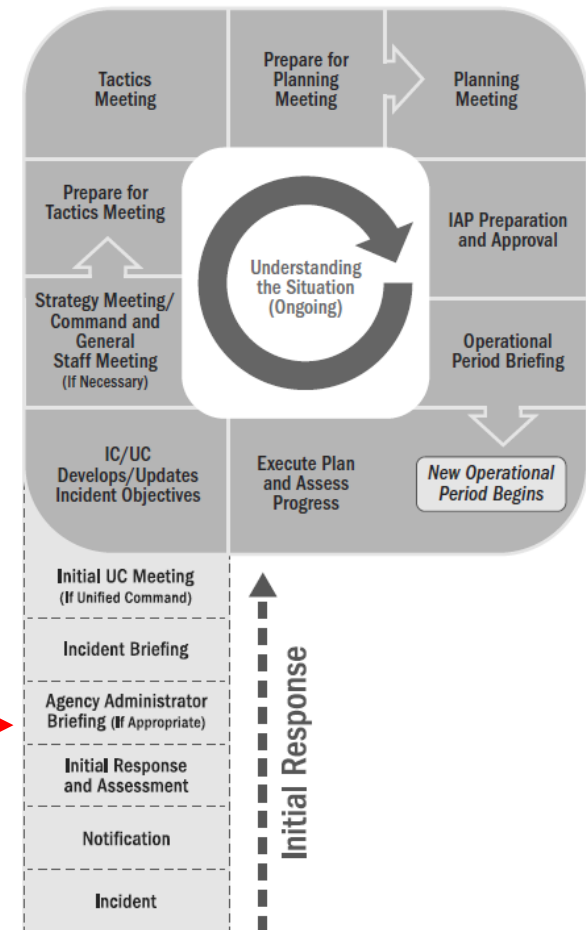 Tactics
Meeting
Prepare for
Planning
Meeting
Planning
Meeting
Prepare for
Tactics Meeting
IAP Preparation
and Approval
Understanding
the Situation
(Ongoing)
Strategy Meeting/
Command and
General
Staff Meeting
(If Necessary)
Operational
Period Briefing
IC/UC
Develops/Updates
Incident Objectives
Execute Plan
and Assess
Progress
New Operational
Period Begins
Initial UC Meeting
(If Unified Command)
Incident Briefing
Agency Administrator
Briefing (If Appropriate)
Initial Response
and Assessment
Notification
Incident
Initial Response